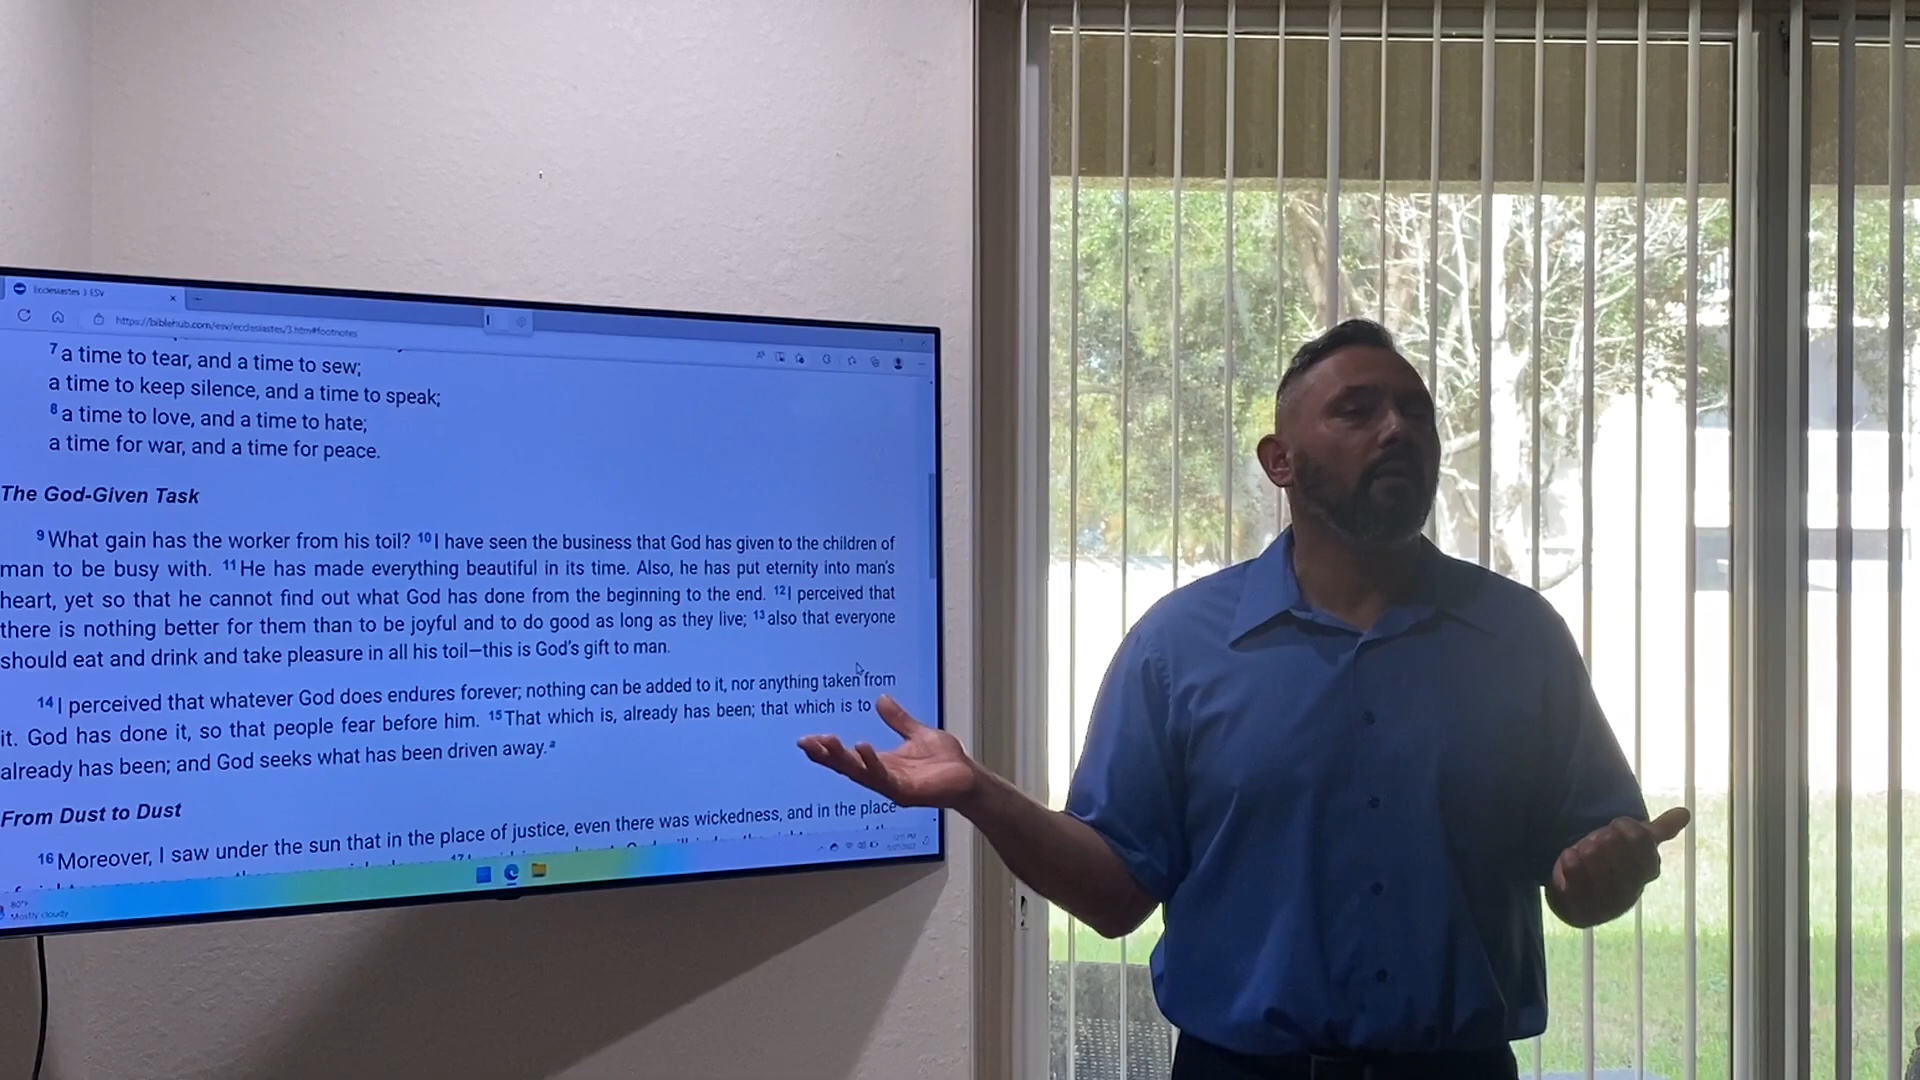 Ecclesiastes 3 ESV
https://biblehub.com/esv/ecclesiastes/3.htm#footnotes
7 a time to tear, and a time to sew;
a time to keep silence, and a time to speak;
8 a time to love, and a time to hate;
a time for war, and a time for peace.
The God-Given Task
9 What gain has the worker from his toil? 10 I have seen the business that God has given to the children of
man to be busy with. 11 He has made everything beautiful in its time. Also, he has put eternity into man's
heart, yet so that he cannot find out what God has done from the beginning to the end. 12 I perceived that
there is nothing better for them than to be joyful and to do good as long as they live; 13 also that everyone
should eat and drink and take pleasure in all his toil—this is God's gift to man.
14 I perceived that whatever God does endures forever; nothing can be added to it, nor anything taken from
it. God has done it, so that people fear before him. 15 That which is, already has been; that which is to
already has been; and God seeks what has been driven away. a
From Dust to Dust
16 Moreover, I saw under the sun that in the place of justice, even there was wickedness, and in the place
80°F
Mostly cloudy